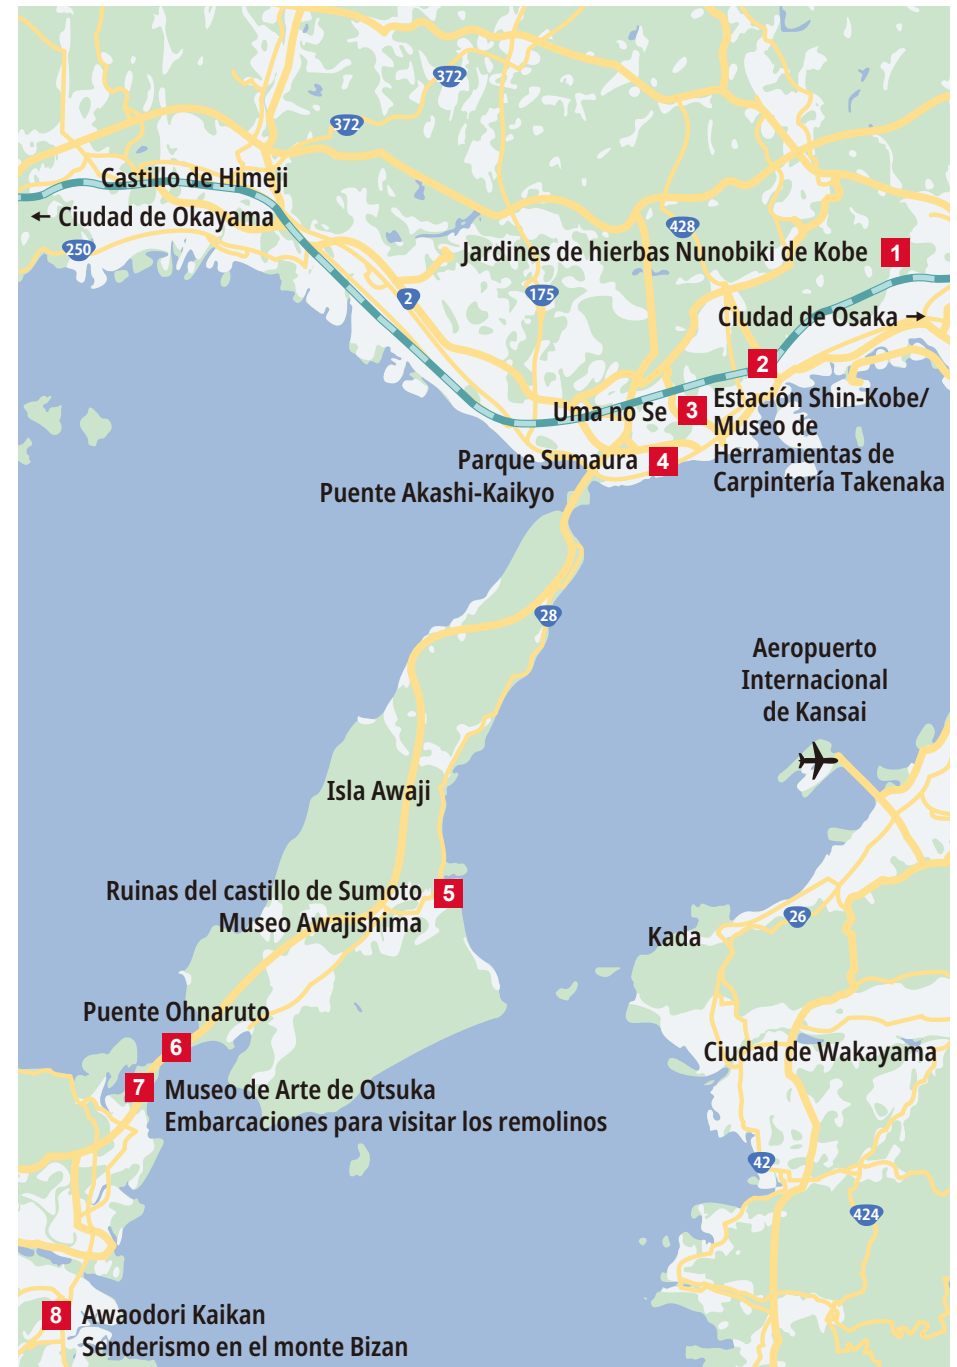 372
372
Castillo de Himeji
← Ciudad de Okayama
428
250
Jardines de hierbas Nunobiki de Kobe 1
2
175
Ciudad de Osaka →
2
Uma no Se 3
Estación Shin-Kobe/
Museo de
Herramientas de
Carpintería Takenaka
Parque Sumaura 4
Puente Akashi-Kaikyo
28
Aeropuerto
Internacional
de Kansai
Isla Awaji
Ruinas del castillo de Sumoto 5
Museo Awajishima
26
Kada
Puente Ohnaruto
6
Ciudad de Wakayama
7 Museo de Arte de Otsuka
Embarcaciones para visitar los remolinos
42
424
8 Awaodori Kaikan
Senderismo en el monte Bizan